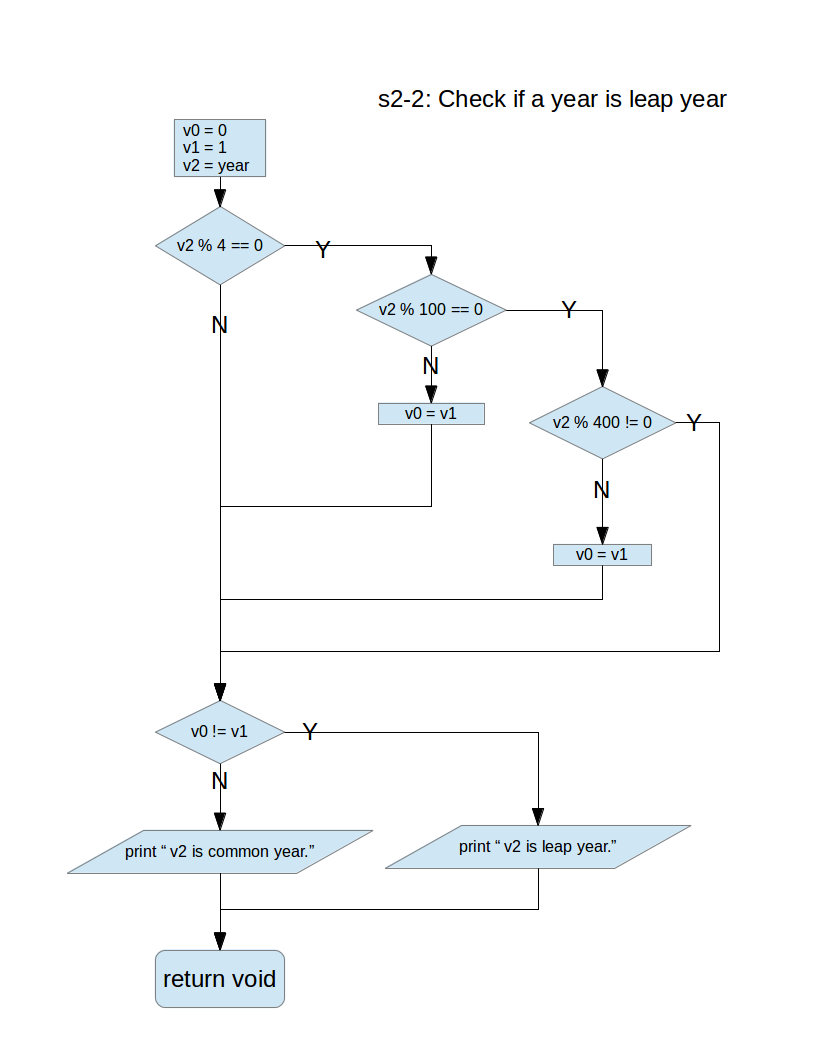 s2-2: Check if a year is leap year
v0 = 0
v1 = 1
v2 = year
v2 % 4 == 0
Y
N
v2 % 100 == 0
Y
N
v0 = v1
v2 % 400 != 0
Y
N
v0 = v1
v0 != v1
Y
N
print “ v2 is common year.”
print “ v2 is leap year.”
return void